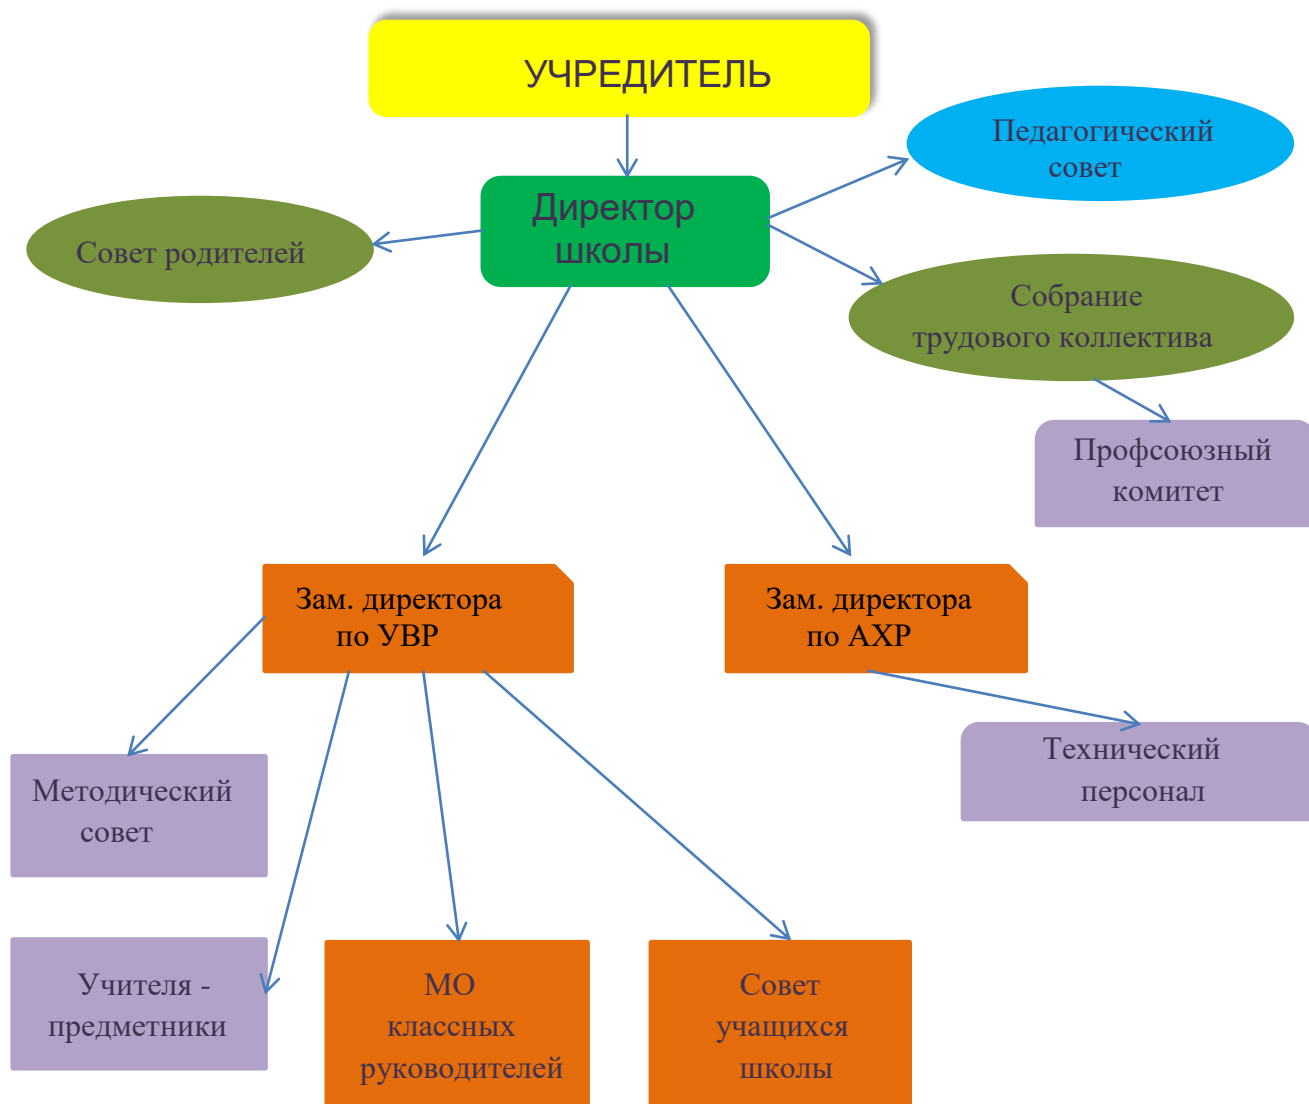 УЧРЕДИТЕЛЬ
Педагогический
совет
Директор
школы
Совет родителей
Собрание
трудового коллектива
Профсоюзный
комитет
Зам. директора
по УВР
Зам. директора
по АХР
Технический
персонал
Методический
совет
Учителя -
предметники
МО
классных
руководителей
Совет
учащихся
школы